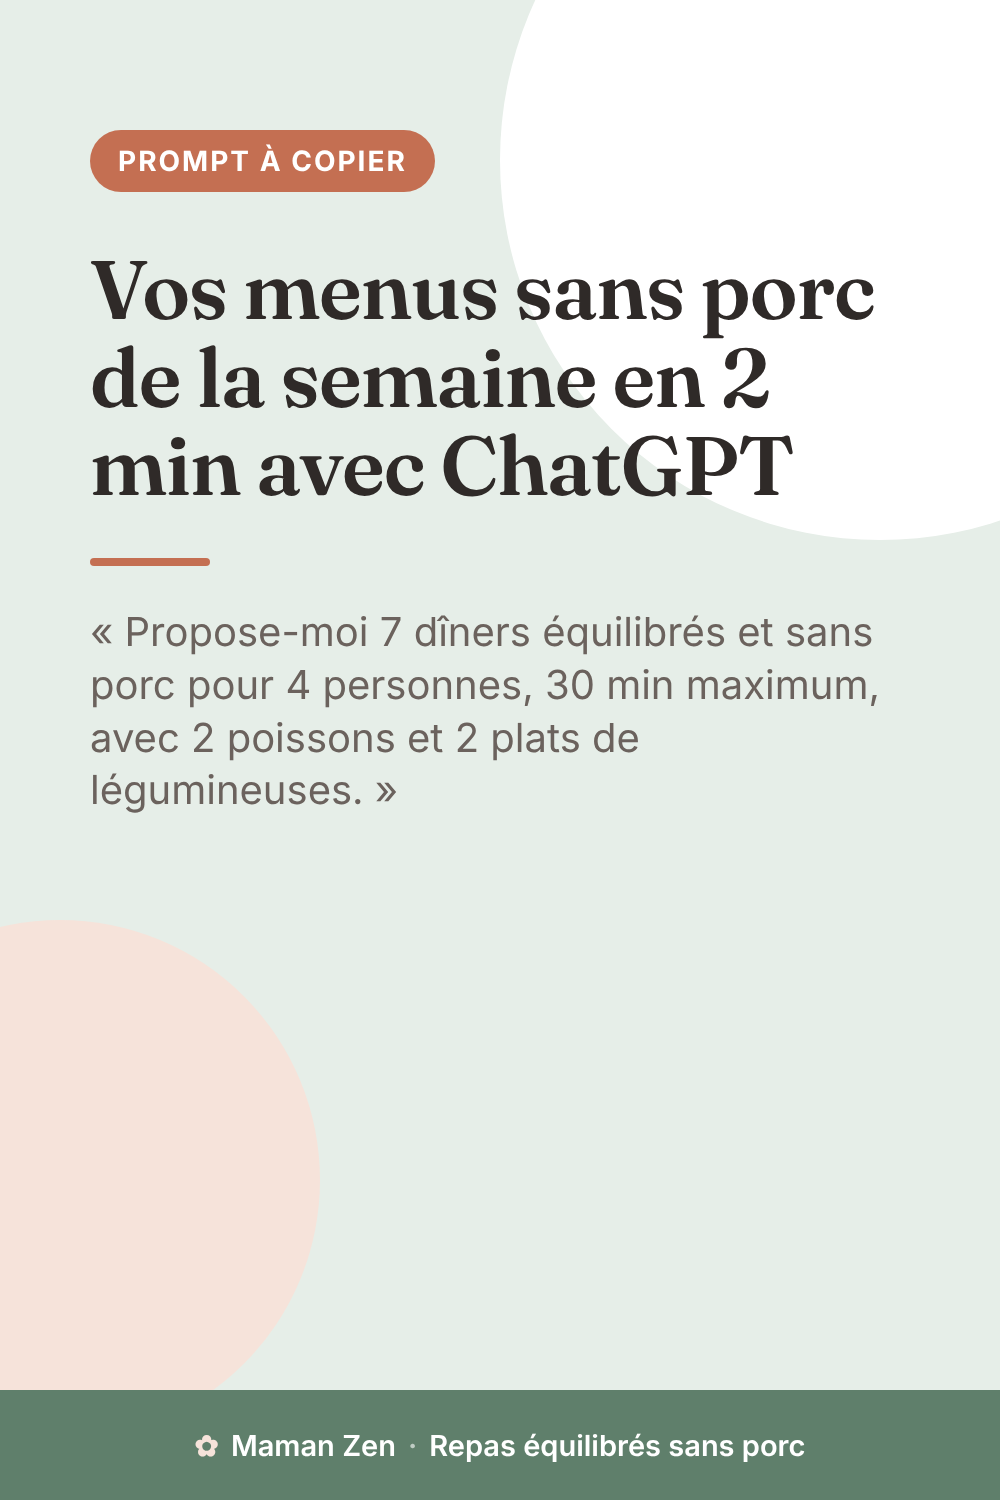 PROMPT À COPIER
Vos menus sans porc
de la semaine en 2
min avec ChatGPT
« Propose-moi 7 dîners équilibrés et sans
porc pour 4 personnes, 30 min maximum,
avec 2 poissons et 2 plats de
légumineuses. »
✿ Maman Zen · Repas équilibrés sans porc